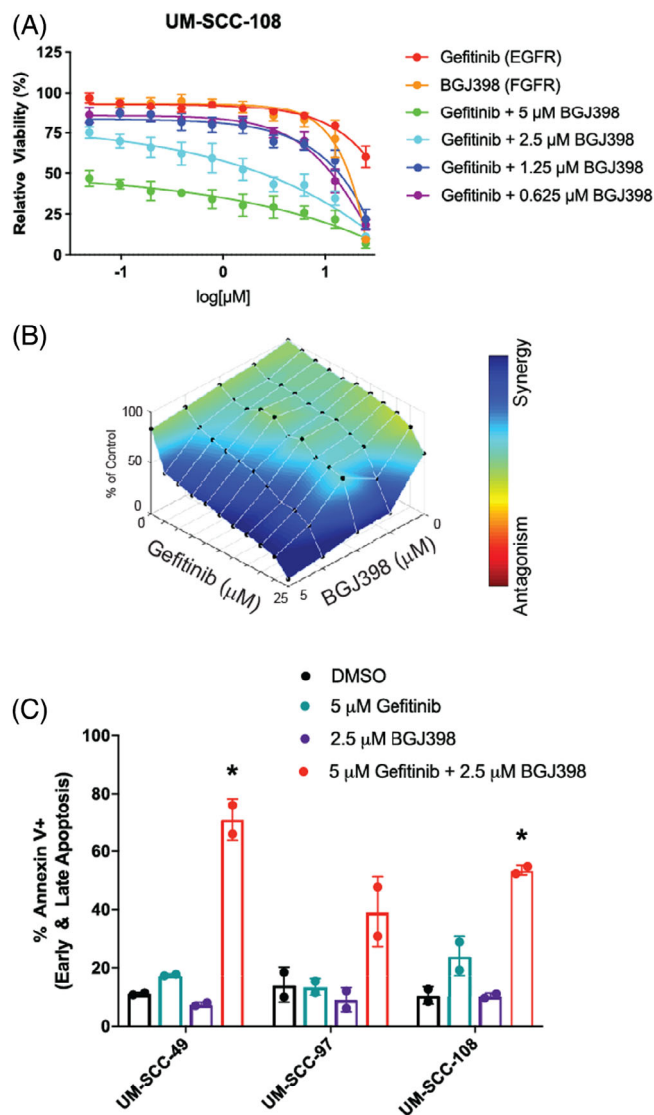 (A)
UM-SCC-108
Relative Viability (%)
125
100
75
50
25
0
-1
0
1
log[μM]
Gefitinib (EGFR)
BGJ398 (FGFR)
Gefitinib + 5 μM BGJ398
Gefitinib + 2.5 μM BGJ398
Gefitinib + 1.25 μM BGJ398
Gefitinib + 0.625 μM BGJ398
(B)
% of Control
100
50
0
0
Gefitinib (μM)
25
5
BGJ398 (μM)
0
Synergy
Antagonism
(C)
DMSO
5 μM Gefitinib
2.5 μM BGJ398
5 μM Gefitinib + 2.5 μM BGJ398
% Annexin V+
(Early & Late Apoptosis)
100
80
60
40
20
0
*
*
UM-SCC-49
UM-SCC-97
UM-SCC-108